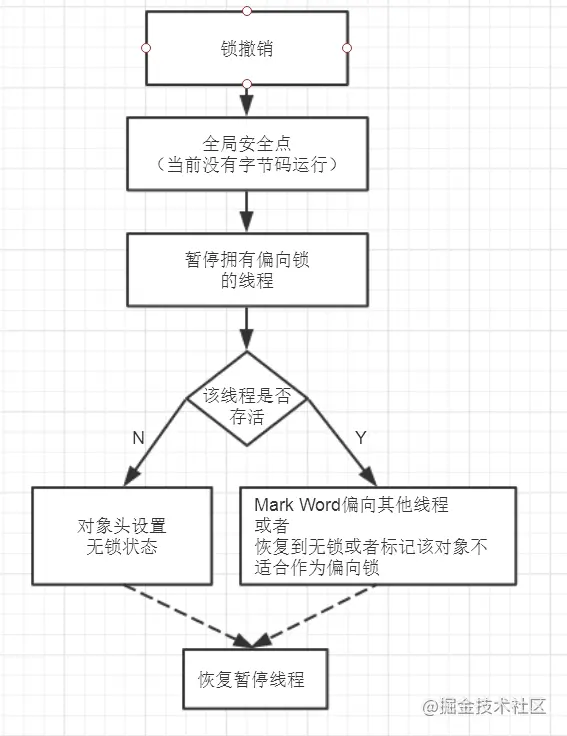 锁撤销
全局安全点
（当前没有字节码运行）
暂停拥有偏向锁
的线程
该线程是否
存活
N
Y
对象头设置
无锁状态
Mark Word偏向其他线程
或者
恢复到无锁或者标记该对象不
适合作为偏向锁
恢复暂停线程
@掘金技术社区